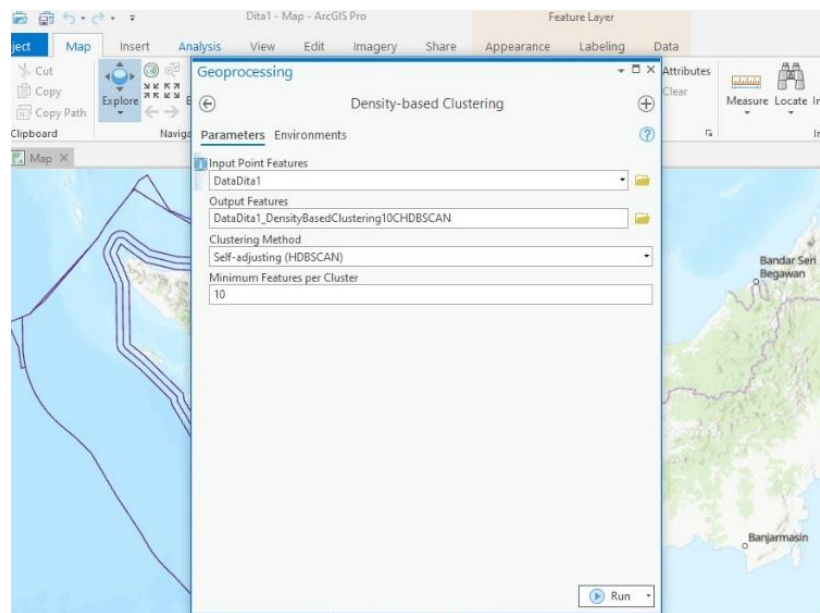 Dita1 - Map - ArcGIS Pro
Feature Layer
ject Map Insert Analysis View Edit Imagery Share Appearance Labeling Data
Cut
Copy
Copy Path
Clipboard
Explore
Naviga
Geoprocessing
Attributes
Clear
Measure Locate In
Map
Density-based Clustering
Parameters Environments
Input Point Features
DataDita1
Output Features
DataDita1_DensityBasedClustering10CHDBSCAN
Clustering Method
Self-adjusting (HDBSCAN)
Minimum Features per Cluster
10
Bandar Seri
Begawan
Banjarmasin
Run